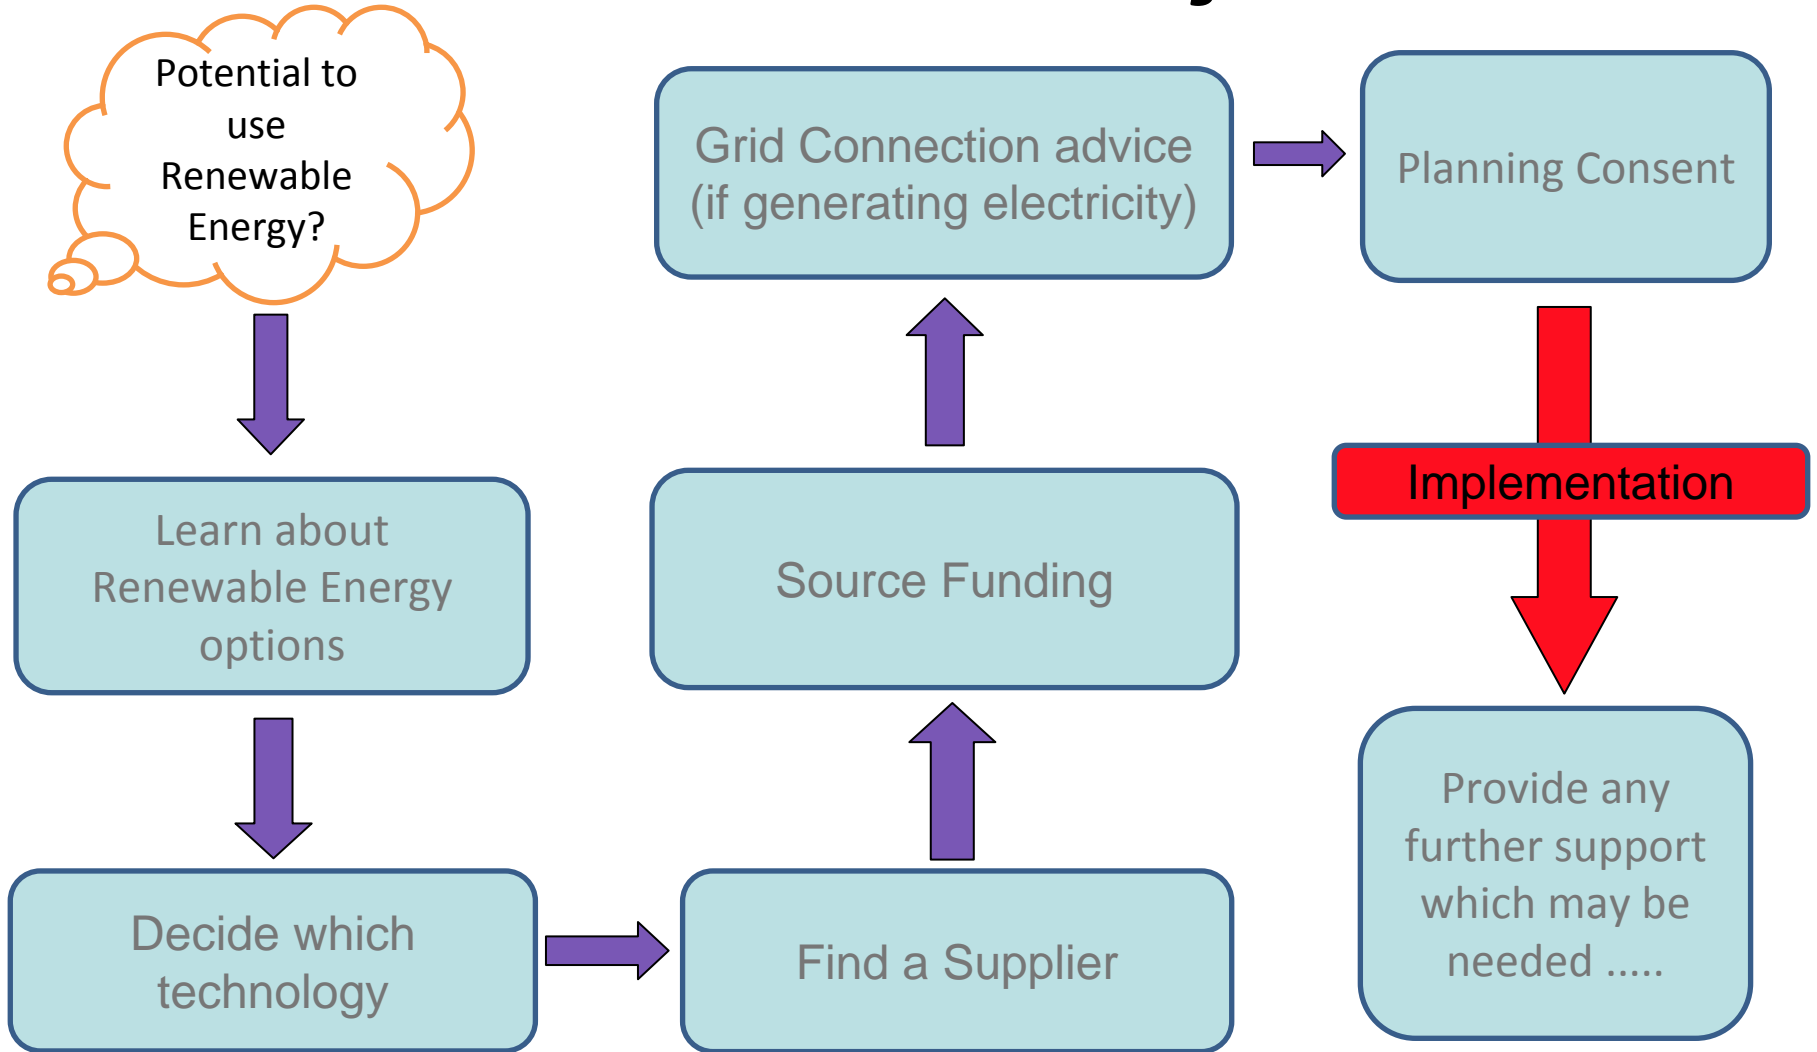 Potential to
use
Renewable
Energy?
Learn about
Renewable Energy
options
Decide which
technology
Find a Supplier
Source Funding
Grid Connection advice
(if generating electricity)
Planning Consent
Implementation
Provide any
further support
which may be
needed .....